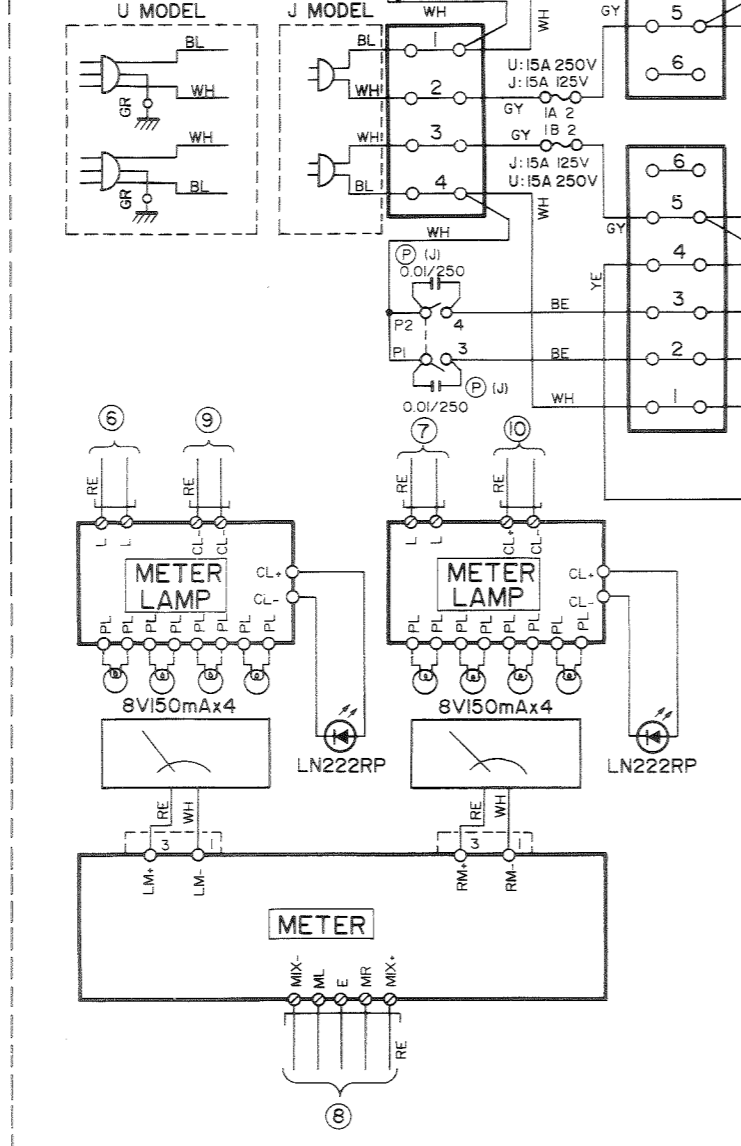 U MODEL
J MODEL
WH
WH
GY
5
6
BL
WH
GR
WH
BL
GR
BL
WH
WH
BL
1
2
3
4
U:15A 250V
J:15A 125V
GY 1A 2
GY 1B 2
J:15A 125V
U:15A 250V
WH
GY
6
5
4
3
2
1
WH
P (J)
0.01/250
P2 4
BE
YE
P1 3
BE
P (J)
0.01/250
WH
6
9
7
10
RE
RE
RE
RE
L
L
CL-
CL-
L
L
CL+
CL-
METER
LAMP
CL+
CL-
METER
LAMP
CL+
CL-
PL PL PL PL PL PL PL PL
PL PL PL PL PL PL PL PL
8V150mAx4
8V150mAx4
LN222RP
LN222RP
RE
WH
RE
WH
3 1
3 1
LM+
LM-
RM+
RM-
METER
MIX-
ML
E
MR
MIX+
RE
8